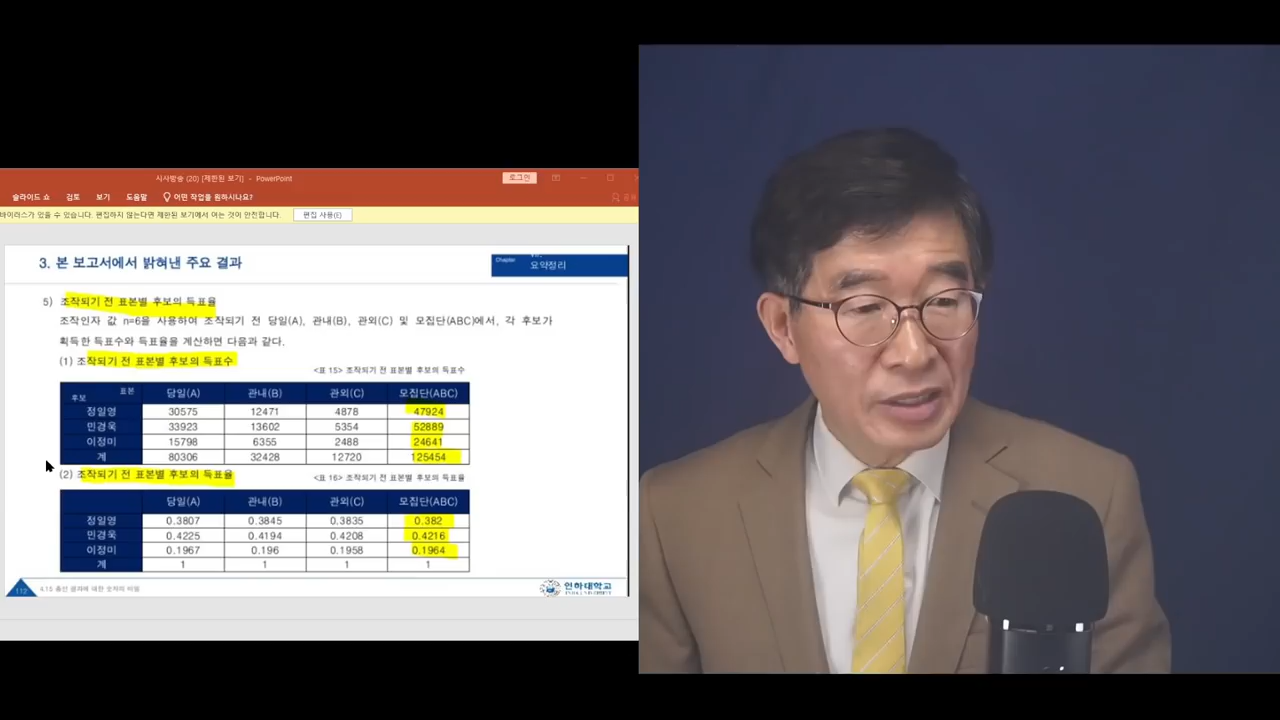 시사방송 (20) [제한된 보기] - PowerPoint
로그인
슬라이드 쇼 검토 보기 도움말 어떤 작업을 원하시나요?
바이러스가 있을 수 있습니다. 편집하지 않는다면 제한된 보기에서 여는 것이 안전합니다. 편집 사용(E)
3. 본 보고서에서 밝혀낸 주요 결과
Chapter
요약정리
5) 조작되기 전 표본별 후보의 득표율
조작인자 값 n=6을 사용하여 조작되기 전 당일(A), 관내(B), 관외(C) 및 모집단(ABC)에서, 각 후보가
획득한 득표수와 득표율을 계산하면 다음과 같다.
(1) 조작되기 전 표본별 후보의 득표수
<표 15> 조작되기 전 표본별 후보의 득표수
후보 표본 당일(A) 관내(B) 관외(C) 모집단(ABC)
정일영 30575 12471 4878 47924
민경욱 33923 13602 5354 52889
이정미 15798 6355 2488 24641
계 80306 32428 12720 125454
(2) 조작되기 전 표본별 후보의 득표율
<표 16> 조작되기 전 표본별 후보의 득표율
당일(A) 관내(B) 관외(C) 모집단(ABC)
정일영 0.3807 0.3845 0.3835 0.382
민경욱 0.4225 0.4194 0.4208 0.4216
이정미 0.1967 0.196 0.1958 0.1964
계 1 1 1 1
112 4.15 총선 결과에 대한 숫자의 비밀
인하대학교